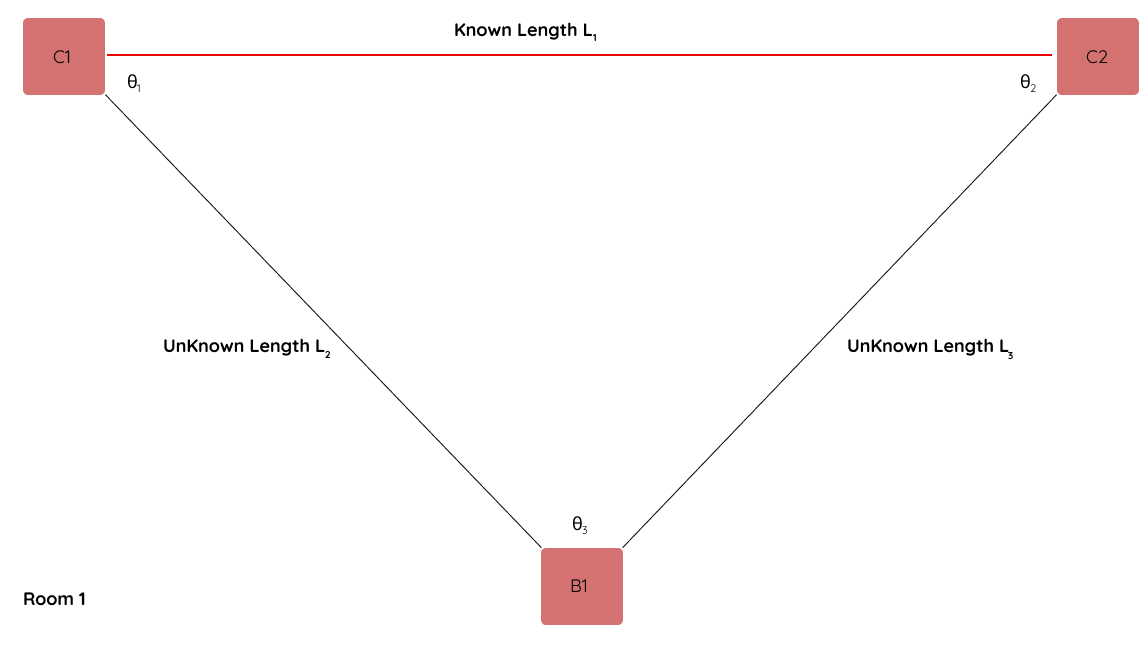 Known Length L₁
C1
C2
θ₁
θ₂
UnKnown Length L₂
UnKnown Length L₃
θ₃
B1
Room 1